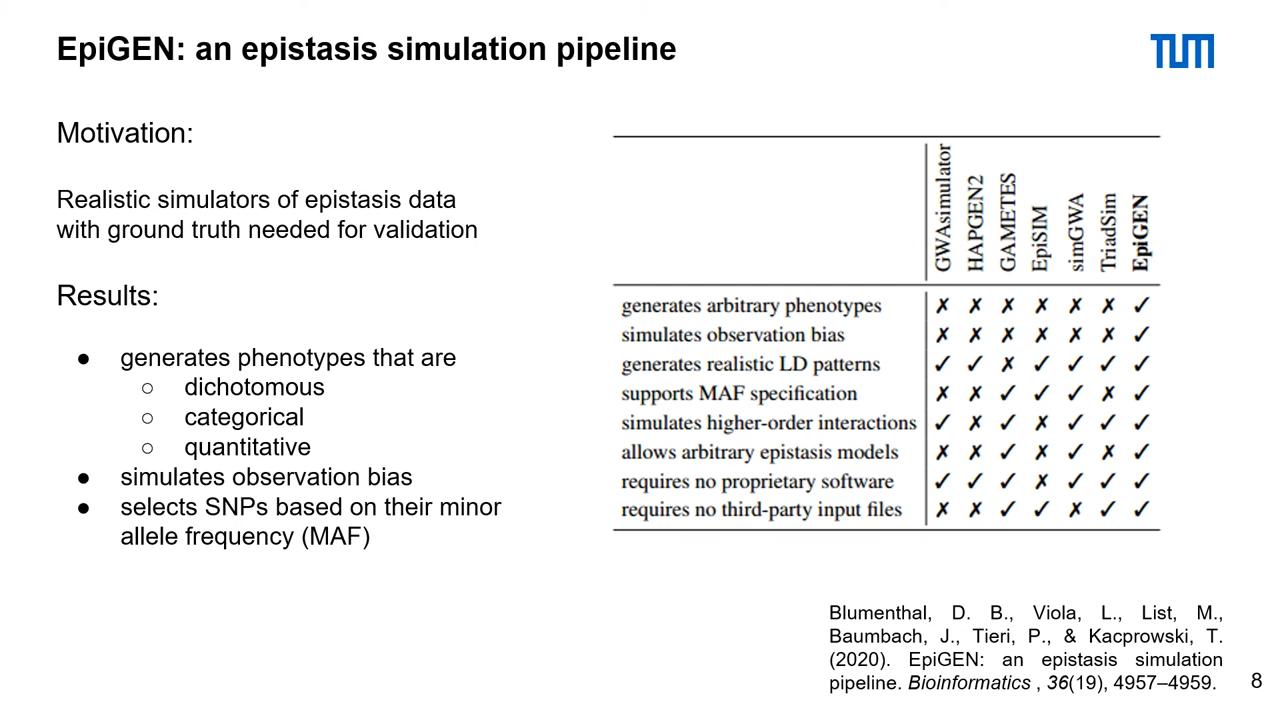 EpiGEN: an epistasis simulation pipeline
TUM
Motivation:
Realistic simulators of epistasis data
with ground truth needed for validation
Results:
● generates phenotypes that are
○ dichotomous
○ categorical
○ quantitative
● simulates observation bias
● selects SNPs based on their minor
allele frequency (MAF)
GWAsimulator HAPGEN2 GAMETES EpiSIM simGWA TriadSim EpiGEN
generates arbitrary phenotypes ✗ ✗ ✗ ✗ ✗ ✗ ✓
simulates observation bias ✗ ✗ ✗ ✗ ✗ ✗ ✓
generates realistic LD patterns ✓ ✓ ✗ ✓ ✓ ✓ ✓
supports MAF specification ✗ ✗ ✓ ✓ ✓ ✗ ✓
simulates higher-order interactions ✓ ✗ ✓ ✗ ✓ ✓ ✓
allows arbitrary epistasis models ✗ ✗ ✓ ✗ ✓ ✗ ✓
requires no proprietary software ✓ ✓ ✓ ✗ ✓ ✓ ✓
requires no third-party input files ✗ ✗ ✓ ✓ ✗ ✓ ✓
Blumenthal, D. B., Viola, L., List, M.,
Baumbach, J., Tieri, P., & Kacprowski, T.
(2020). EpiGEN: an epistasis simulation
pipeline. Bioinformatics , 36(19), 4957–4959.
8